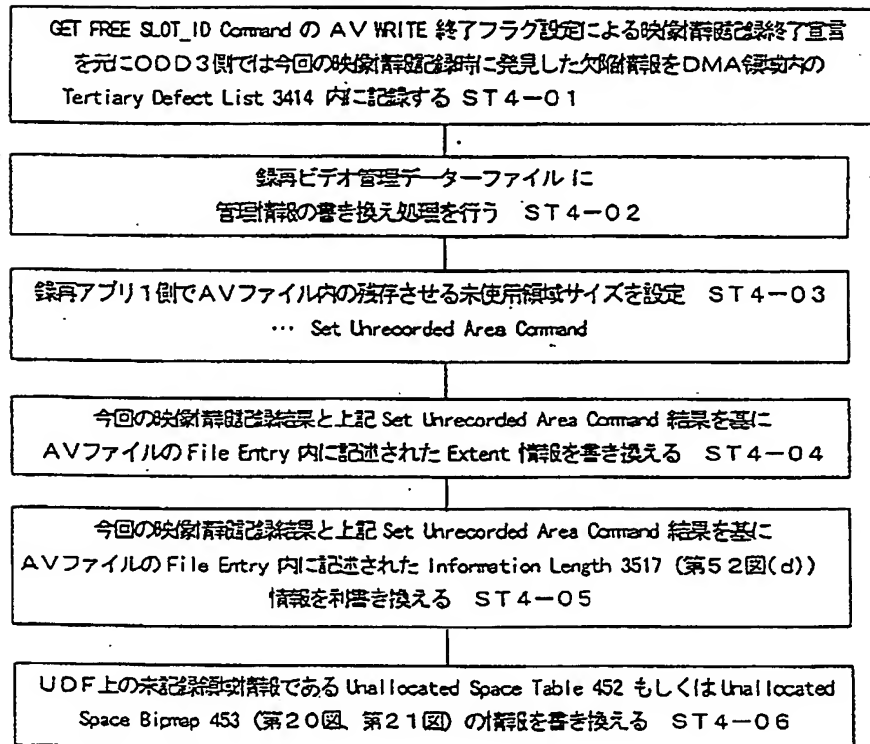 GET FREE SLOT_ID Command の AV WRITE 終了フラグ設定による映像情報記録終了宣言
を元にODD3側では今回の映像情報記録時に発見した欠陥情報をDMA領域内の
Tertiary Defect List 3414 内に記録する ST4-01
録再ビデオ管理データーファイル に
管理情報の書き換え処理を行う ST4-02
録再アプリ1側でAVファイル内の残存させる未使用領域サイズを設定 ST4-03
… Set Unrecorded Area Command
今回の映像情報記録結果と上記 Set Unrecorded Area Command 結果を基に
AVファイルの File Entry 内に記述された Extent 情報を書き換える ST4-04
今回の映像情報記録結果と上記 Set Unrecorded Area Command 結果を基に
AVファイルの File Entry 内に記述された Information Length 3517 (第52図(d))
情報を利書き換える ST4-05
UDF上の未記録領域情報である Unallocated Space Table 452 もしくは Unallocated
Space Bipmap 453 (第20図、第21図) の情報を書き換える ST4-06